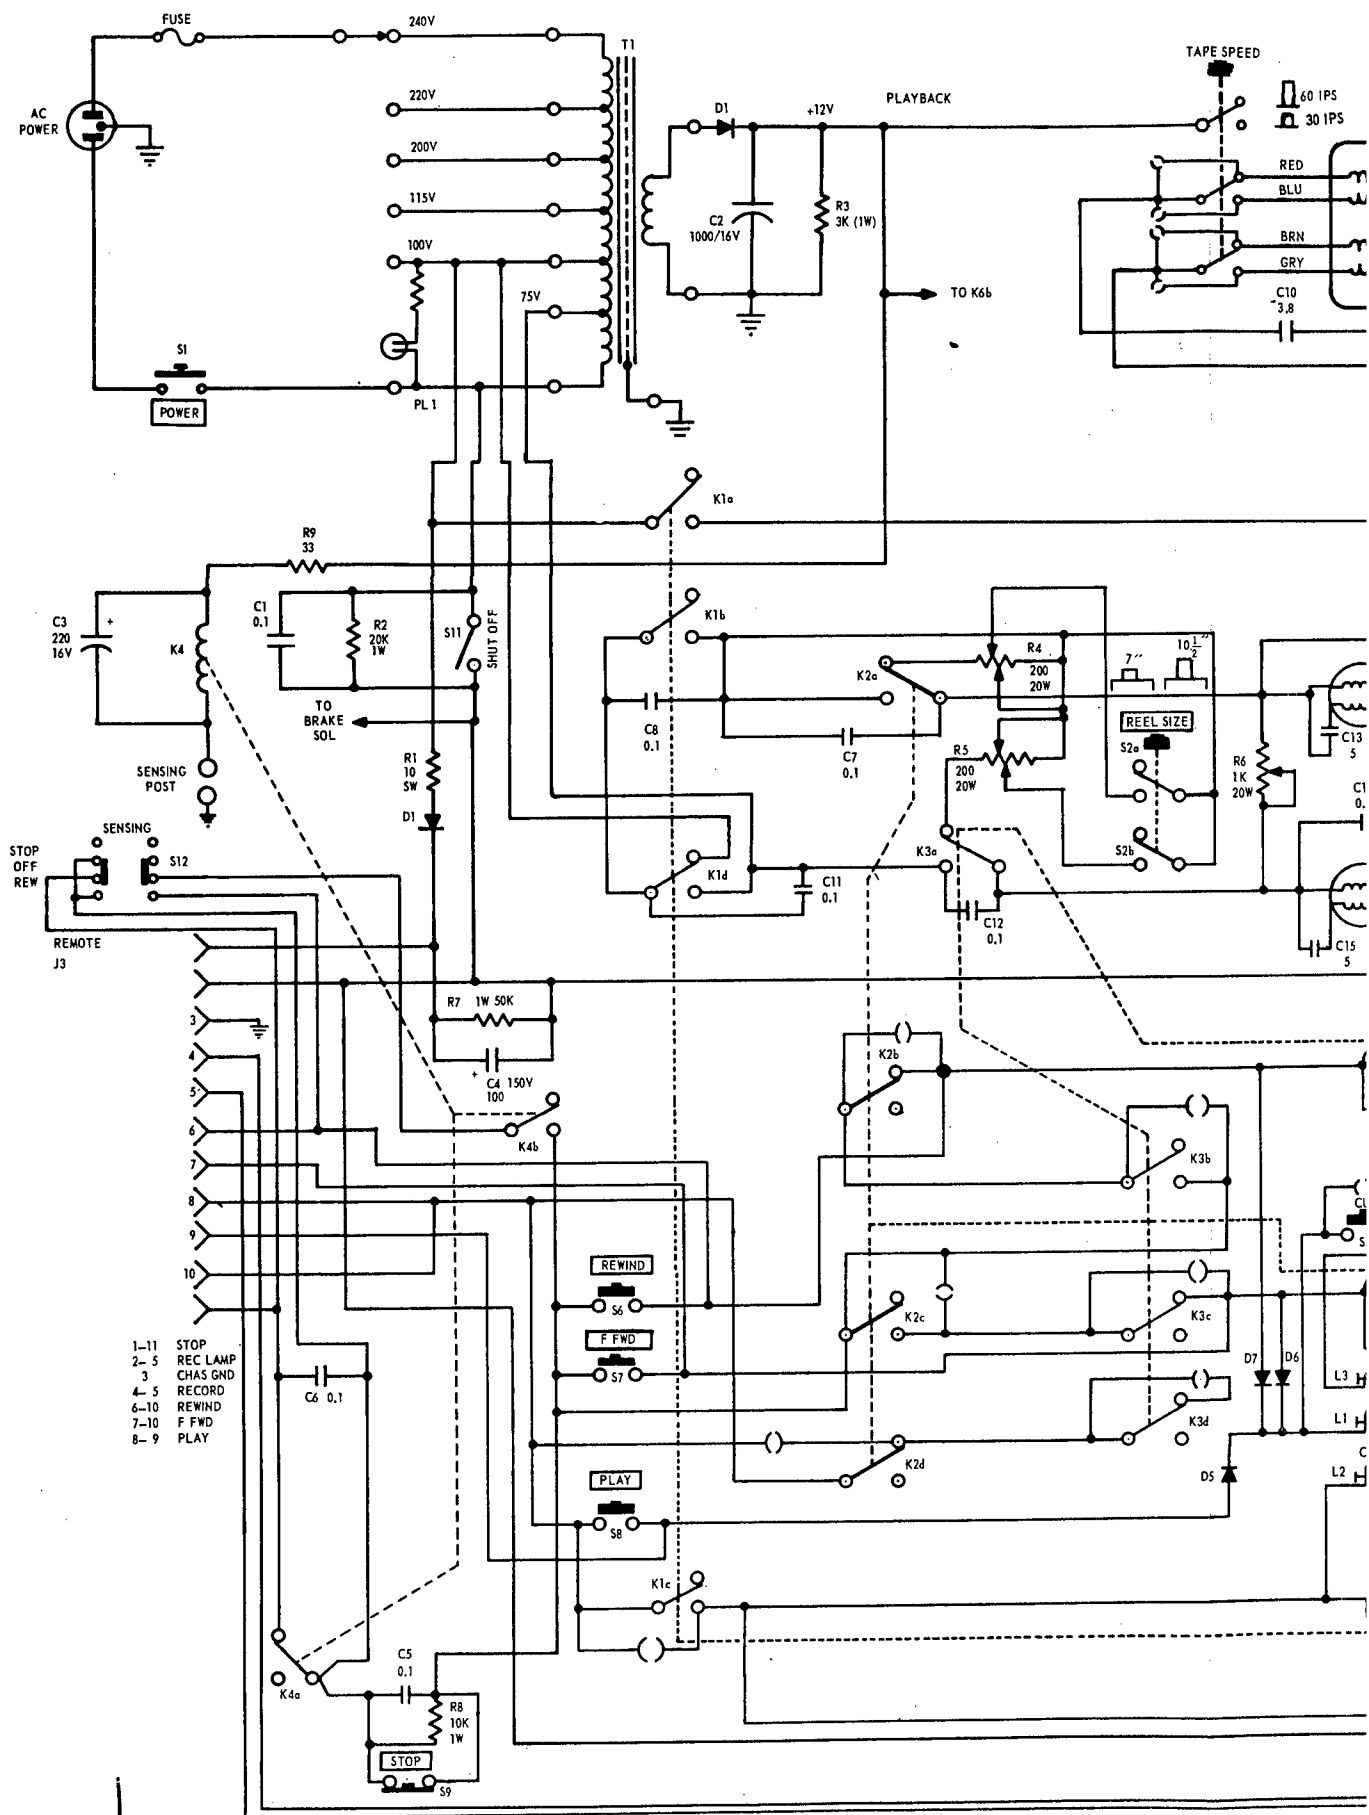 FUSE
240V
T1
TAPE SPEED
220V
D1
+12V
PLAYBACK
60 IPS
30 IPS
AC
POWER
200V
RED
BLU
115V
C2
1000/16V
R3
3K (1W)
BRN
GRY
100V
75V
TO K6b
C10
3.8
S1
POWER
PL 1
K1a
R9
33
C3
220
16V
+
K4
C1
0.1
R2
20K
1W
S11
SHUT OFF
K1b
R4
200
20W
7"
10 1/2"
K2a
TO
BRAKE
SOL
C8
0.1
C7
0.1
REEL SIZE
S2a
R5
200
20W
R6
1K
20W
C13
5
SENSING
POST
R1
10
5W
D1
SENSING
STOP
OFF
REW
S12
K1d
C11
0.1
K3a
S2b
C12
0.1
C15
5
REMOTE
J3
R7 1W 50K
3
4
+
C4 150V
100
K2b
5
6
K4b
K3b
7
8
9
10
REWIND
S6
K2c
K3c
F FWD
S7
D7
D6
1-11 STOP
2- 5 REC LAMP
3 CHAS GND
4- 5 RECORD
6-10 REWIND
7-10 F FWD
8- 9 PLAY
C6 0.1
L3
K3d
L1
K2d
D5
L2
PLAY
S8
K1c
C5
0.1
K4a
R8
10K
1W
STOP
S9